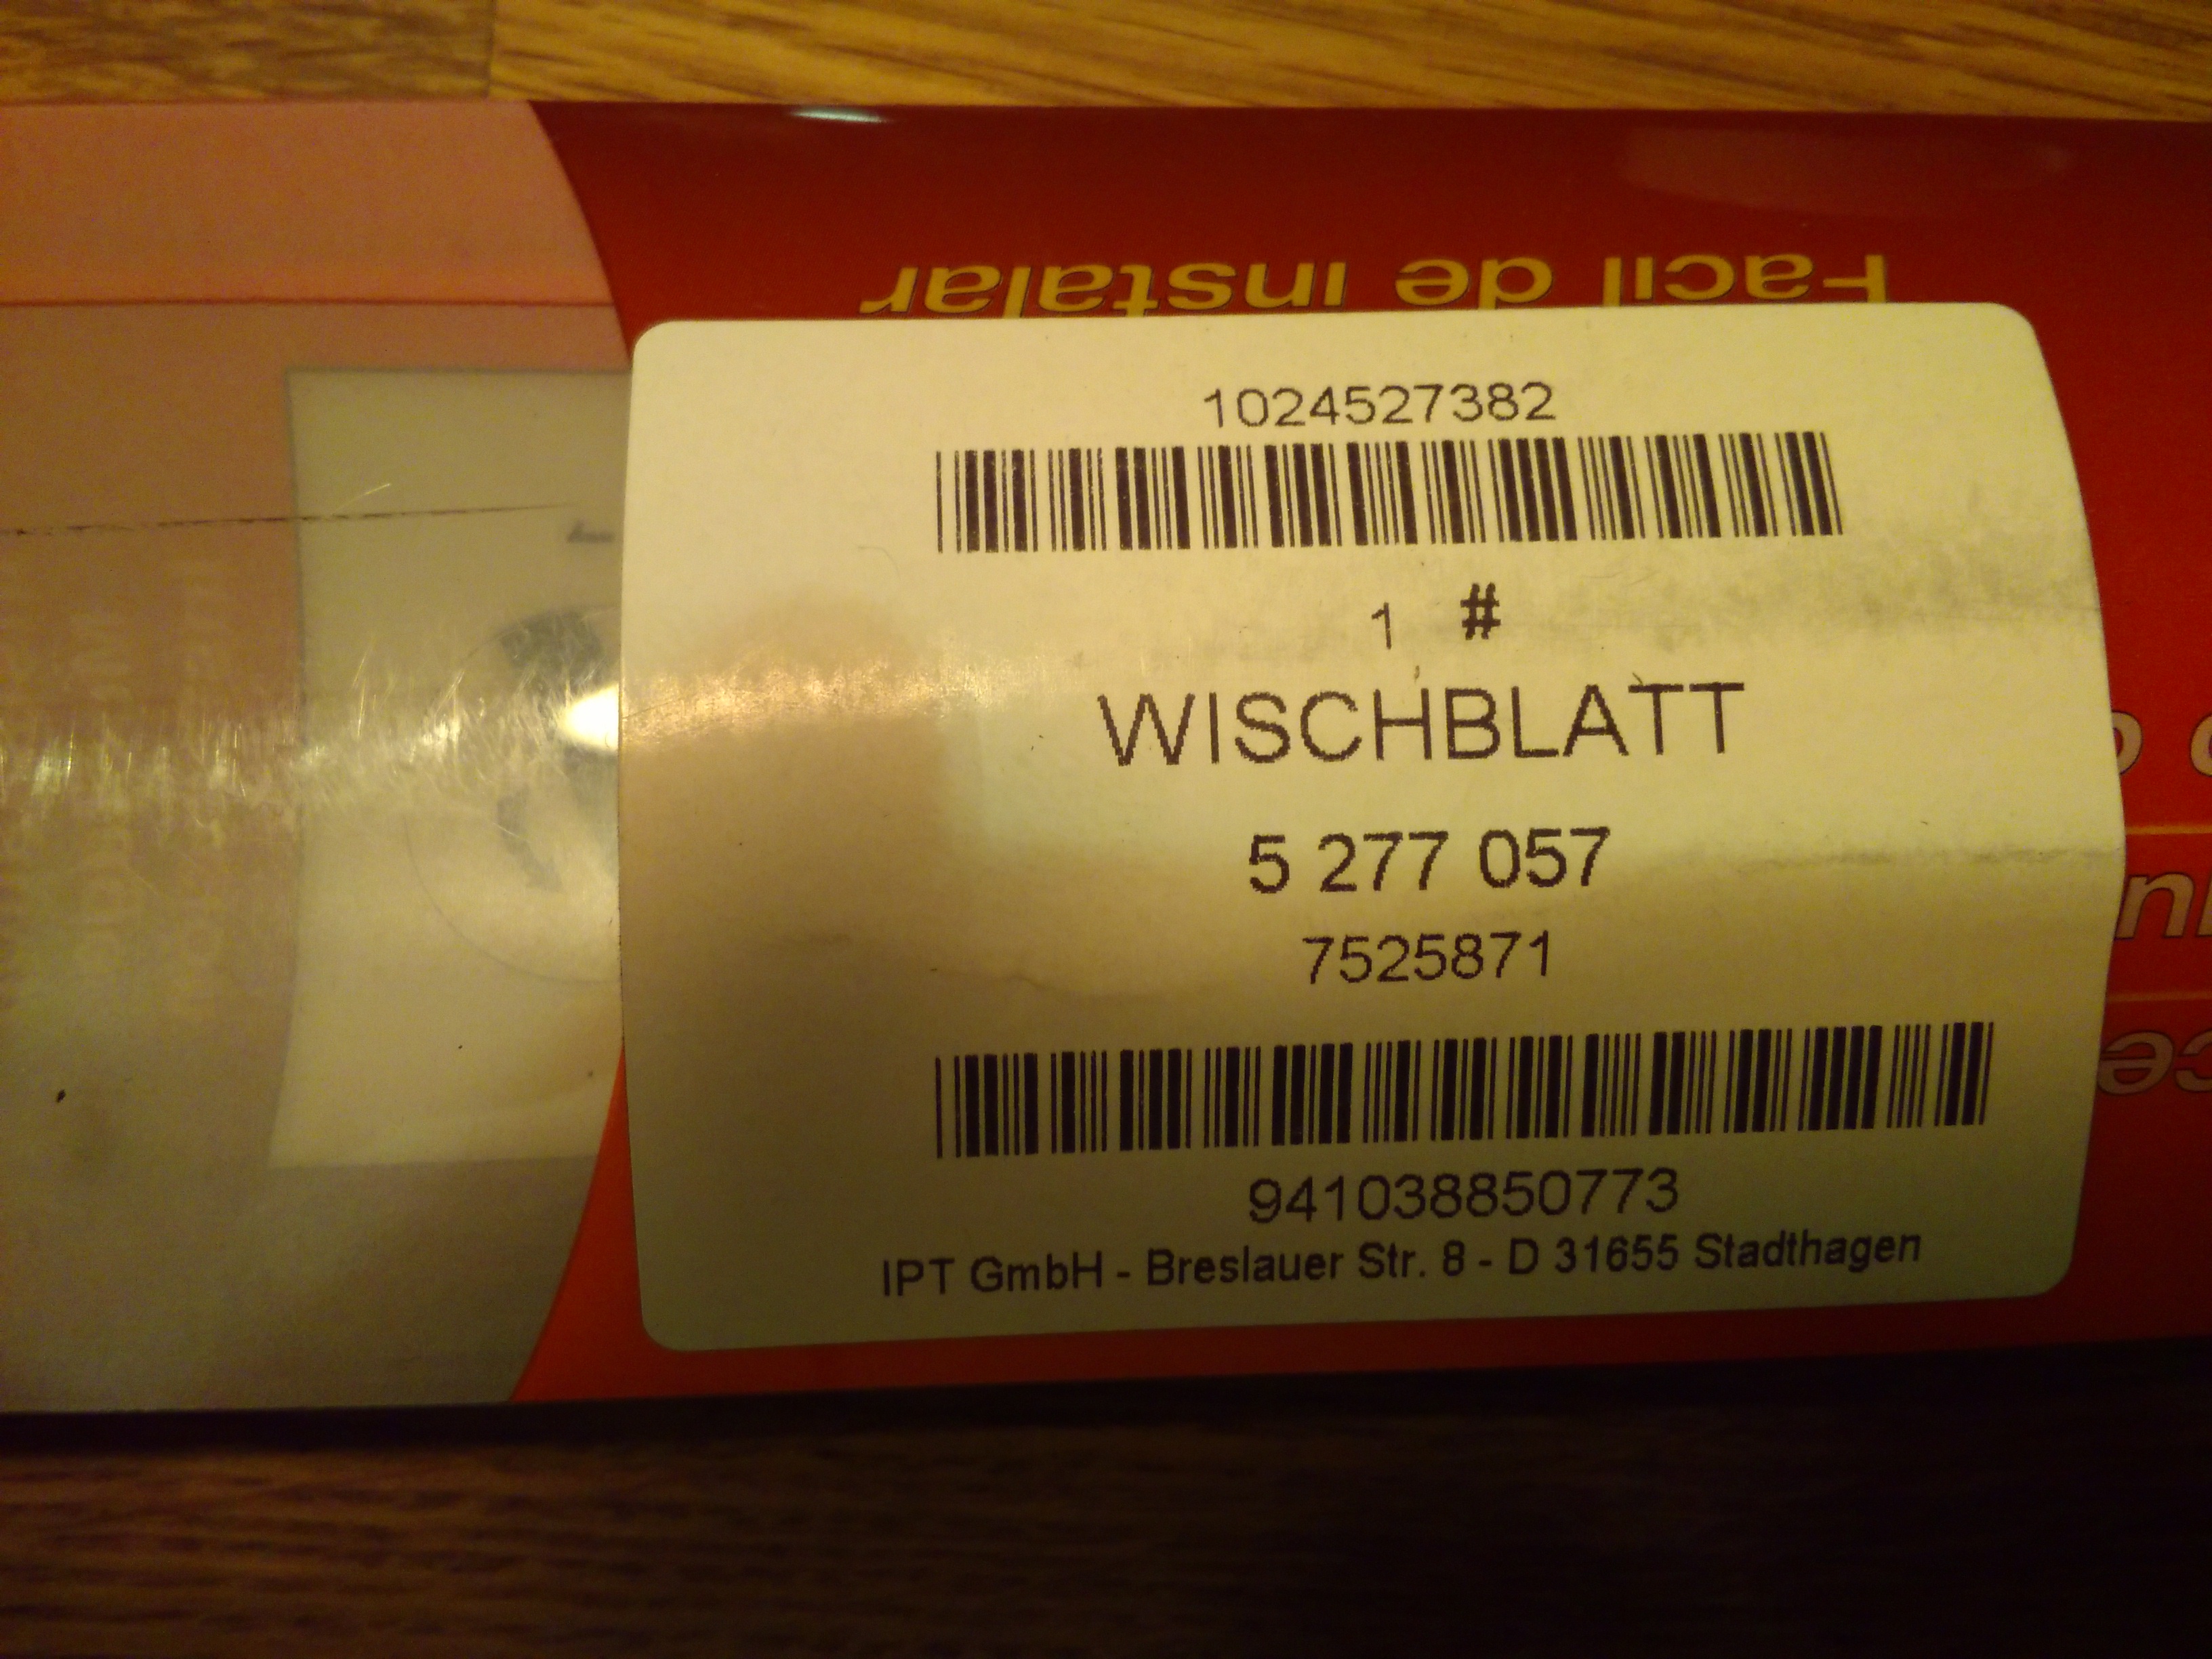 Facil de instalar
1024527382
1 #
WISCHBLATT
5 277 057
7525871
941038850773
IPT GmbH - Breslauer Str. 8 - D 31655 Stadthagen